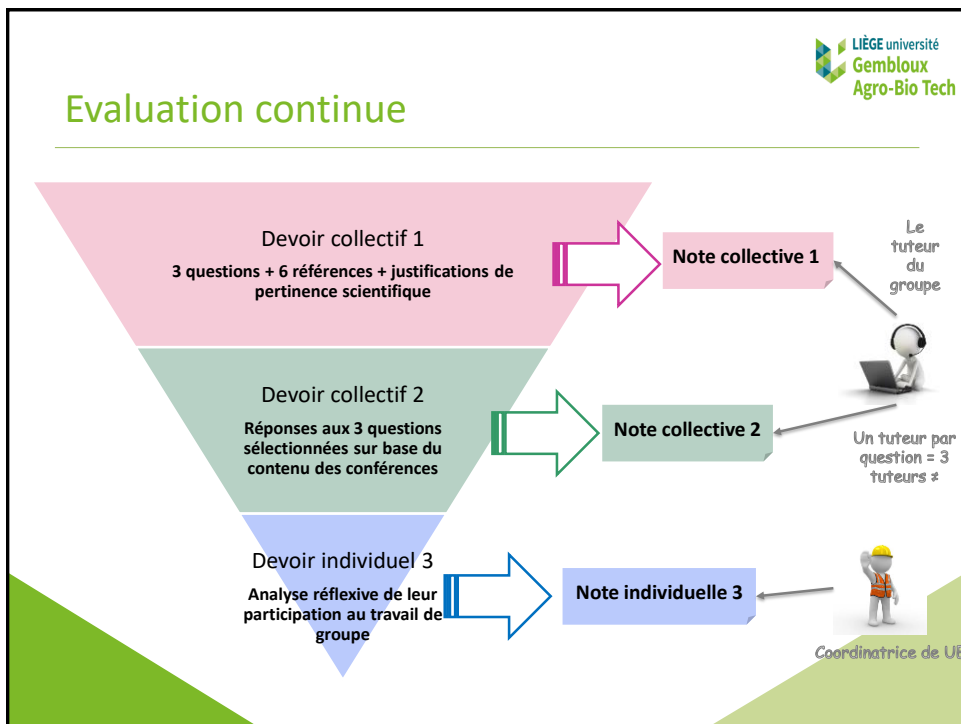 LIÈGE université
Gembloux
Agro-Bio Tech
Evaluation continue
Devoir collectif 1
3 questions + 6 références + justifications de
pertinence scientifique
Note collective 1
Le
tuteur
du
groupe
Devoir collectif 2
Réponses aux 3 questions
sélectionnées sur base du
contenu des conférences
Note collective 2
Un tuteur par
question = 3
tuteurs ≠
Devoir individuel 3
Analyse réflexive de leur
participation au travail de
groupe
Note individuelle 3
Coordinatrice de UE